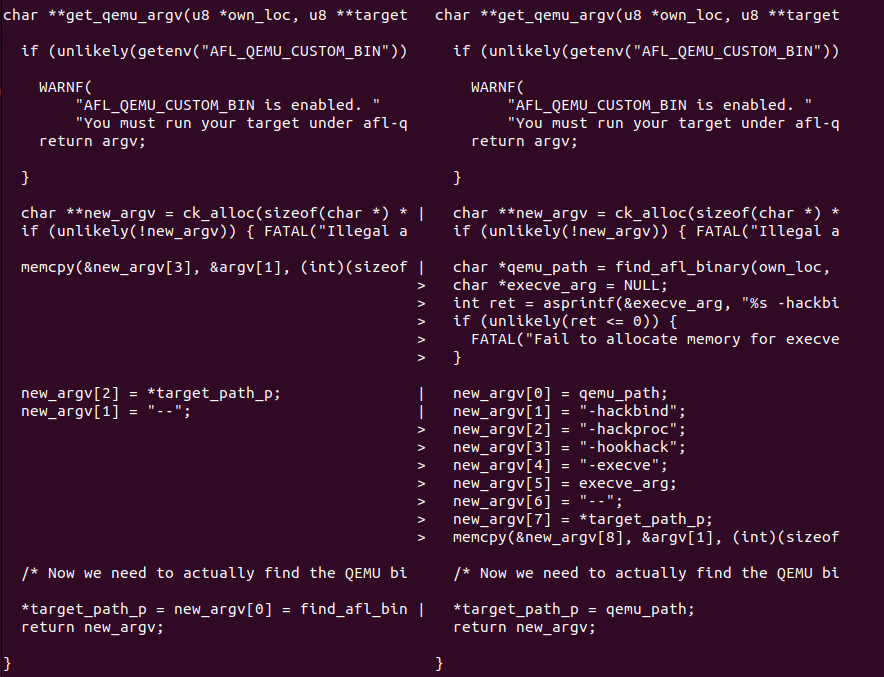 char **get_qemu_argv(u8 *own_loc, u8 **target     char **get_qemu_argv(u8 *own_loc, u8 **target
  if (unlikely(getenv("AFL_QEMU_CUSTOM_BIN"))       if (unlikely(getenv("AFL_QEMU_CUSTOM_BIN"))
    WARNF(                                            WARNF(
        "AFL_QEMU_CUSTOM_BIN is enabled. "                "AFL_QEMU_CUSTOM_BIN is enabled. "
        "You must run your target under afl-q             "You must run your target under afl-q
    return argv;                                      return argv;
  }                                                 }
  char **new_argv = ck_alloc(sizeof(char *) * |     char **new_argv = ck_alloc(sizeof(char *) *
  if (unlikely(!new_argv)) { FATAL("Illegal a       if (unlikely(!new_argv)) { FATAL("Illegal a
  memcpy(&new_argv[3], &argv[1], (int)(sizeof |     char *qemu_path = find_afl_binary(own_loc,
                                              >     char *execve_arg = NULL;
                                              >     int ret = asprintf(&execve_arg, "%s -hackbi
                                              >     if (unlikely(ret <= 0)) {
                                              >       FATAL("Fail to allocate memory for execve
                                              >     }
  new_argv[2] = *target_path_p;               |     new_argv[0] = qemu_path;
  new_argv[1] = "--";                         |     new_argv[1] = "-hackbind";
                                              >     new_argv[2] = "-hackproc";
                                              >     new_argv[3] = "-hookhack";
                                              >     new_argv[4] = "-execve";
                                              >     new_argv[5] = execve_arg;
                                              >     new_argv[6] = "--";
                                              >     new_argv[7] = *target_path_p;
                                              >     memcpy(&new_argv[8], &argv[1], (int)(sizeof
  /* Now we need to actually find the QEMU bi       /* Now we need to actually find the QEMU bi
  *target_path_p = new_argv[0] = find_afl_bin |     *target_path_p = qemu_path;
  return new_argv;                                  return new_argv;
}                                                 }